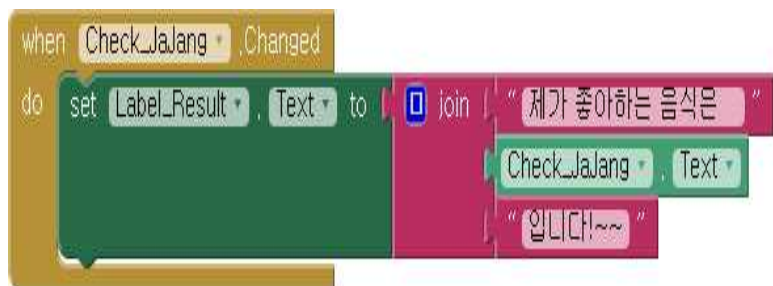 when Check_JaJang .Changed
do set Label_Result . Text to join " 제가 좋아하는 음식은 "
Check_JaJang . Text
" 입니다!~~ "